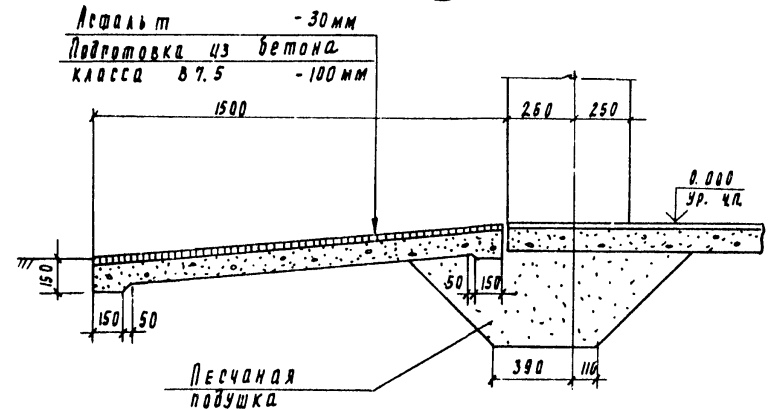 Асфальт -30мм
Подготовка из бетона
класса В 7.5 -100мм
1500
260
250
0.000
ур. ч.п.
150
150
50
50
150
390
110
Песчаная
подушка